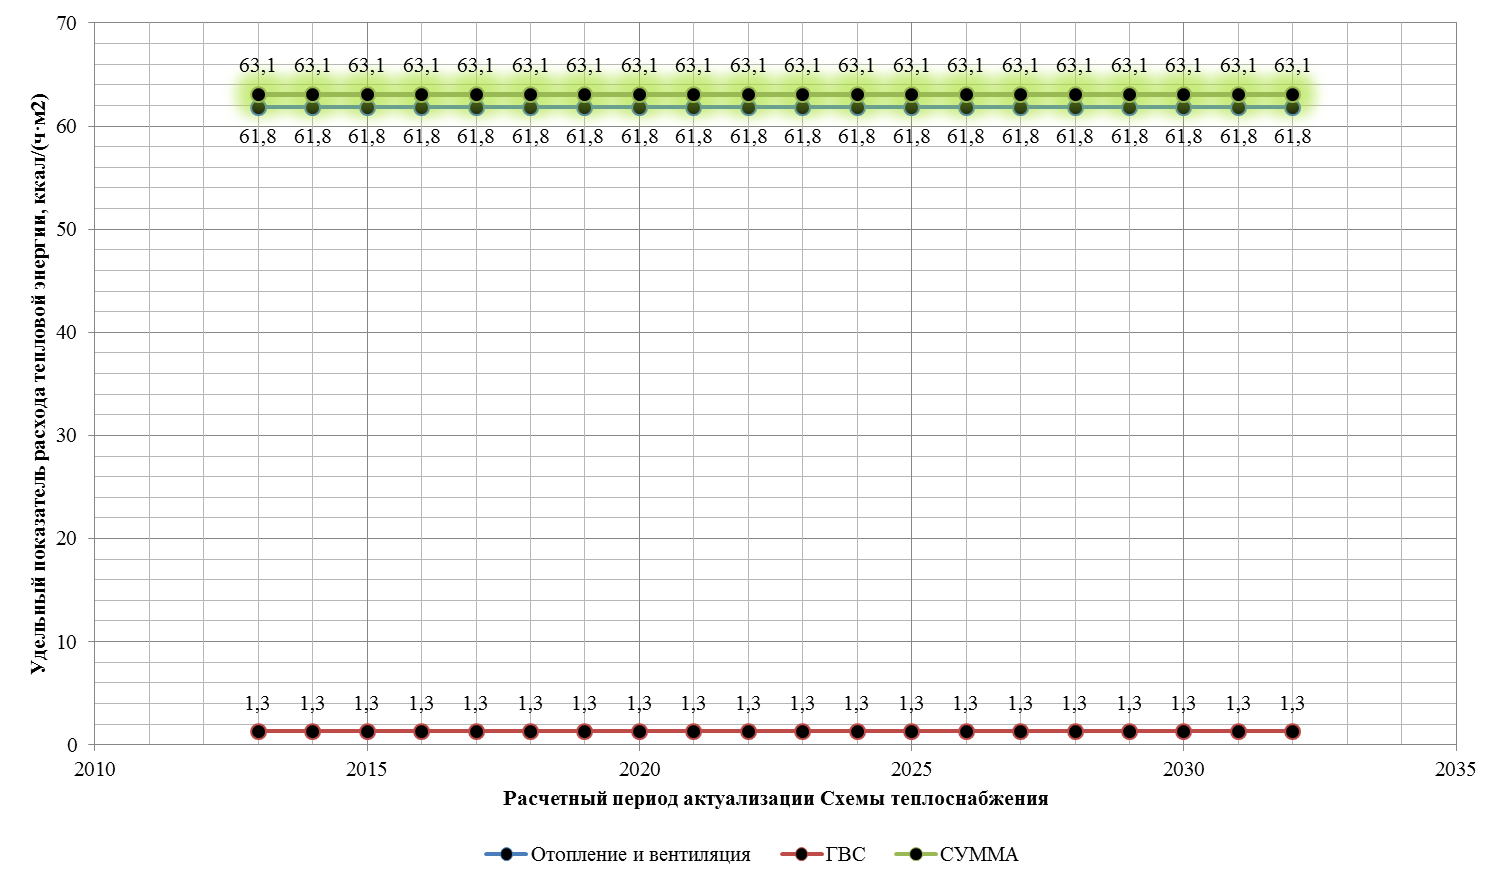 Удельный показатель расхода тепловой энергии, ккал/(ч·м2)
70
60
50
40
30
20
10
0
63,1 63,1 63,1 63,1 63,1 63,1 63,1 63,1 63,1 63,1 63,1 63,1 63,1 63,1 63,1 63,1 63,1 63,1 63,1 63,1
61,8 61,8 61,8 61,8 61,8 61,8 61,8 61,8 61,8 61,8 61,8 61,8 61,8 61,8 61,8 61,8 61,8 61,8 61,8 61,8
1,3 1,3 1,3 1,3 1,3 1,3 1,3 1,3 1,3 1,3 1,3 1,3 1,3 1,3 1,3 1,3 1,3 1,3 1,3 1,3
2010 2015 2020 2025 2030 2035
Расчетный период актуализации Схемы теплоснабжения
Отопление и вентиляция ГВС СУММА